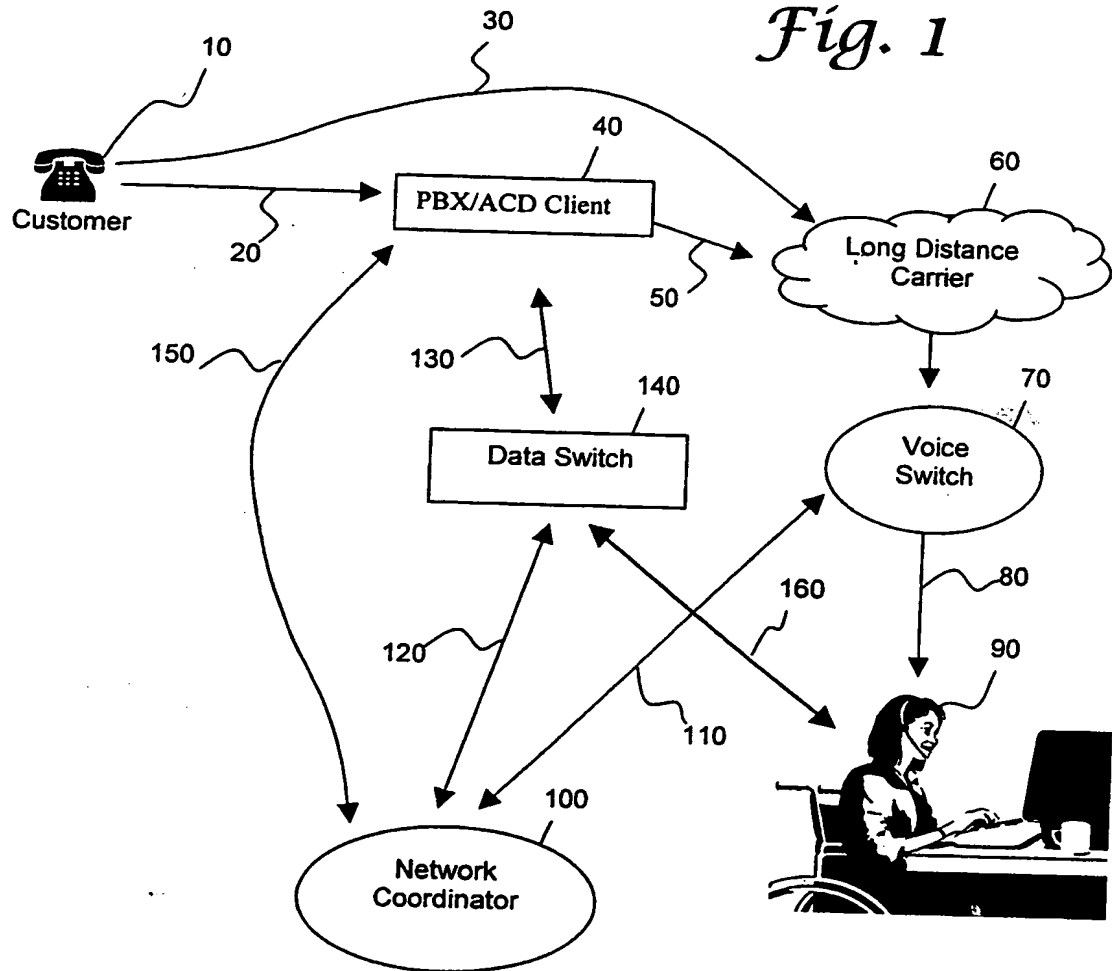 Fig. 1
30
10
40
60
Customer
PBX/ACD Client
Long Distance
Carrier
20
50
150
130
140
70
Data Switch
Voice
Switch
80
160
120
90
110
100
Network
Coordinator